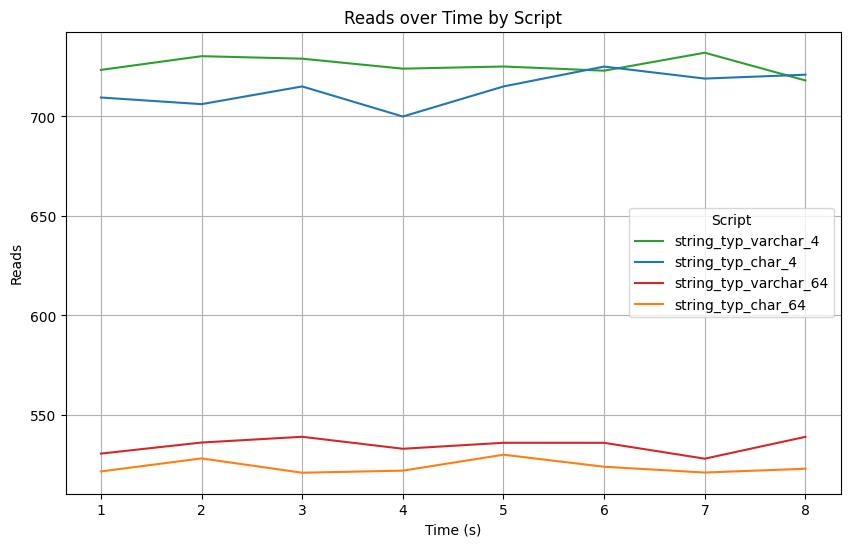 Reads over Time by Script
Reads
700
650
600
550
Script
string_typ_varchar_4
string_typ_char_4
string_typ_varchar_64
string_typ_char_64
1 2 3 4 5 6 7 8
Time (s)